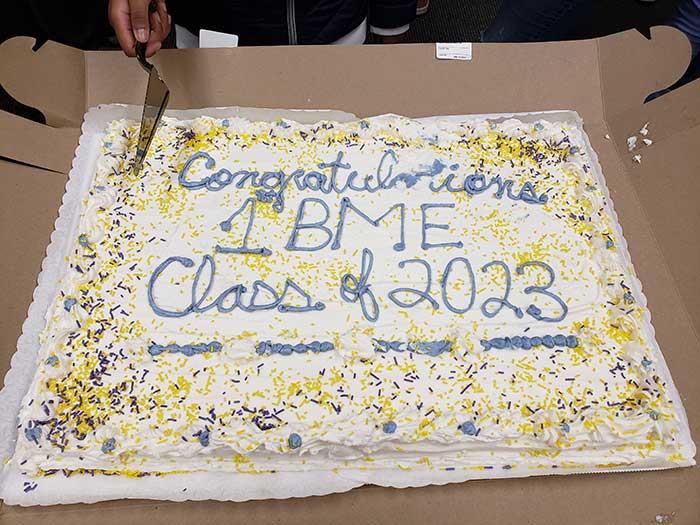 Congratulations
1 BME
Class of 2023